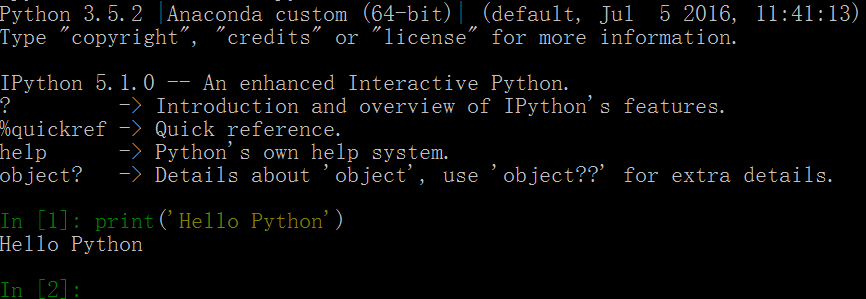 Python 3.5.2 |Anaconda custom (64-bit)| (default, Jul  5 2016, 11:41:13)
Type "copyright", "credits" or "license" for more information.
IPython 5.1.0 -- An enhanced Interactive Python.
?         -> Introduction and overview of IPython's features.
%quickref -> Quick reference.
help      -> Python's own help system.
object?   -> Details about 'object', use 'object??' for extra details.
In [1]: print('Hello Python')
Hello Python
In [2]: